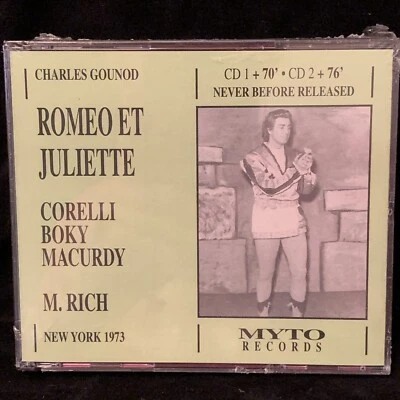 CHARLES GOUNOD
ROMEO ET
JULIETTE
CORELLI
BOKY
MACURDY
M. RICH
NEW YORK 1973
CD 1 + 70' • CD 2 + 76'
NEVER BEFORE RELEASED
MYTO
RECORDS